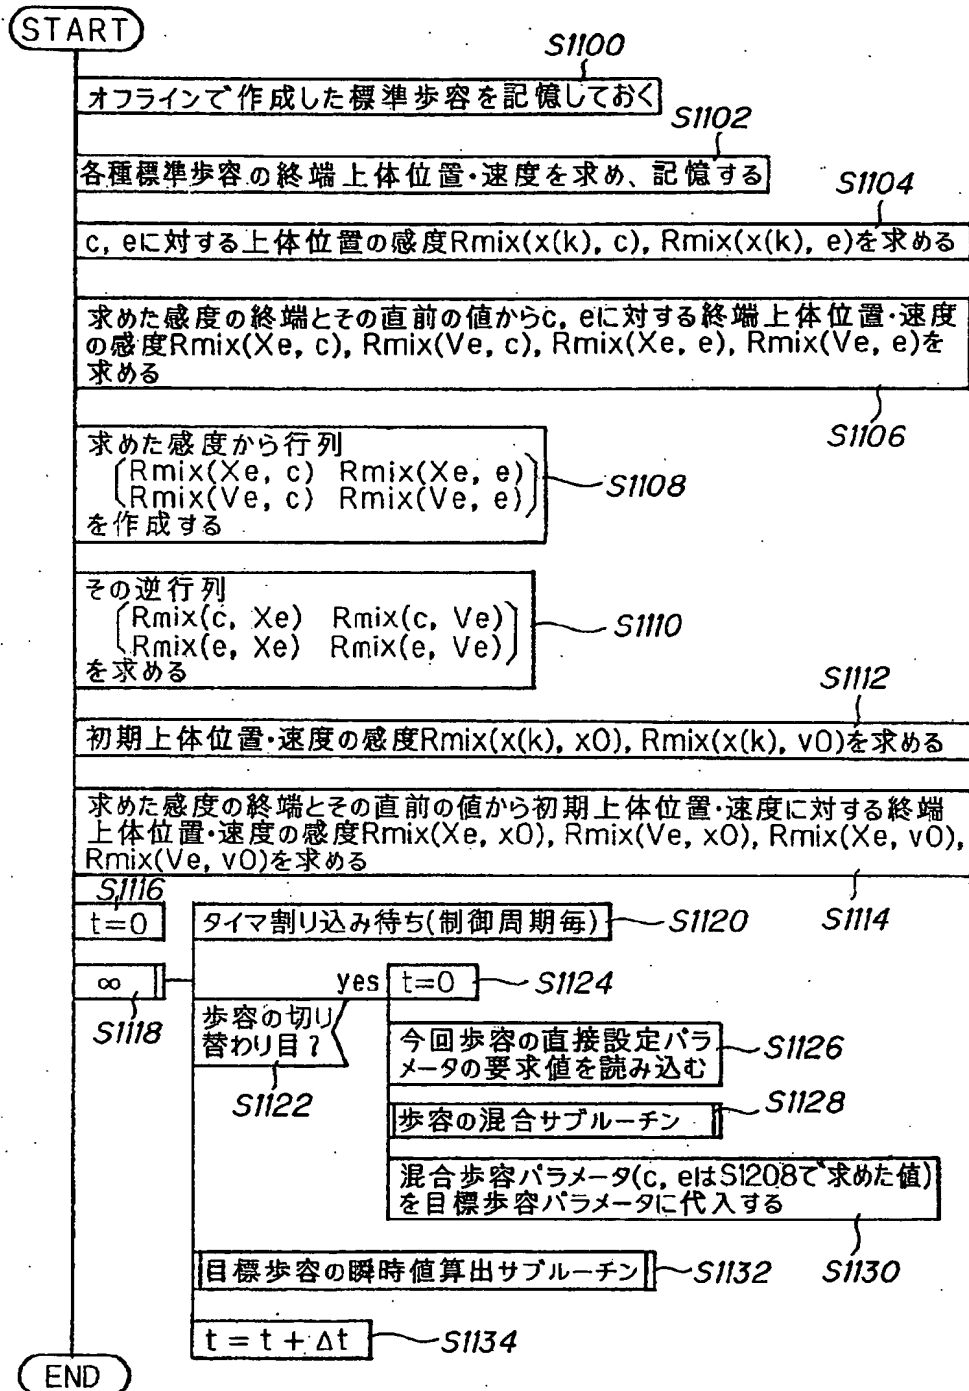 START
S1100
オフラインで作成した標準歩容を記憶しておく
S1102
各種標準歩容の終端上体位置・速度を求め、記憶する
S1104
c, eに対する上体位置の感度Rmix(x(k), c), Rmix(x(k), e)を求める
求めた感度の終端とその直前の値からc, eに対する終端上体位置・速度
の感度Rmix(Xe, c), Rmix(Ve, c), Rmix(Xe, e), Rmix(Ve, e)を
求める
S1106
求めた感度から行列
Rmix(Xe, c) Rmix(Xe, e)
Rmix(Ve, c) Rmix(Ve, e)
を作成する
S1108
その逆行列
Rmix(c, Xe) Rmix(c, Ve)
Rmix(e, Xe) Rmix(e, Ve)
を求める
S1110
S1112
初期上体位置・速度の感度Rmix(x(k), x0), Rmix(x(k), v0)を求める
求めた感度の終端とその直前の値から初期上体位置・速度に対する終端
上体位置・速度の感度Rmix(Xe, x0), Rmix(Ve, x0), Rmix(Xe, v0),
Rmix(Ve, v0)を求める
S1114
S1116
t=0
タイマ割り込み待ち(制御周期毎)
S1120
∞
S1118
yes
t=0
S1124
歩容の切り
替わり目?
S1122
今回歩容の直接設定パラ
メータの要求値を読み込む
S1126
歩容の混合サブルーチン
S1128
混合歩容パラメータ(c, eはS1208で求めた値)
を目標歩容パラメータに代入する
S1130
目標歩容の瞬時値算出サブルーチン
S1132
t = t + Δt
S1134
END